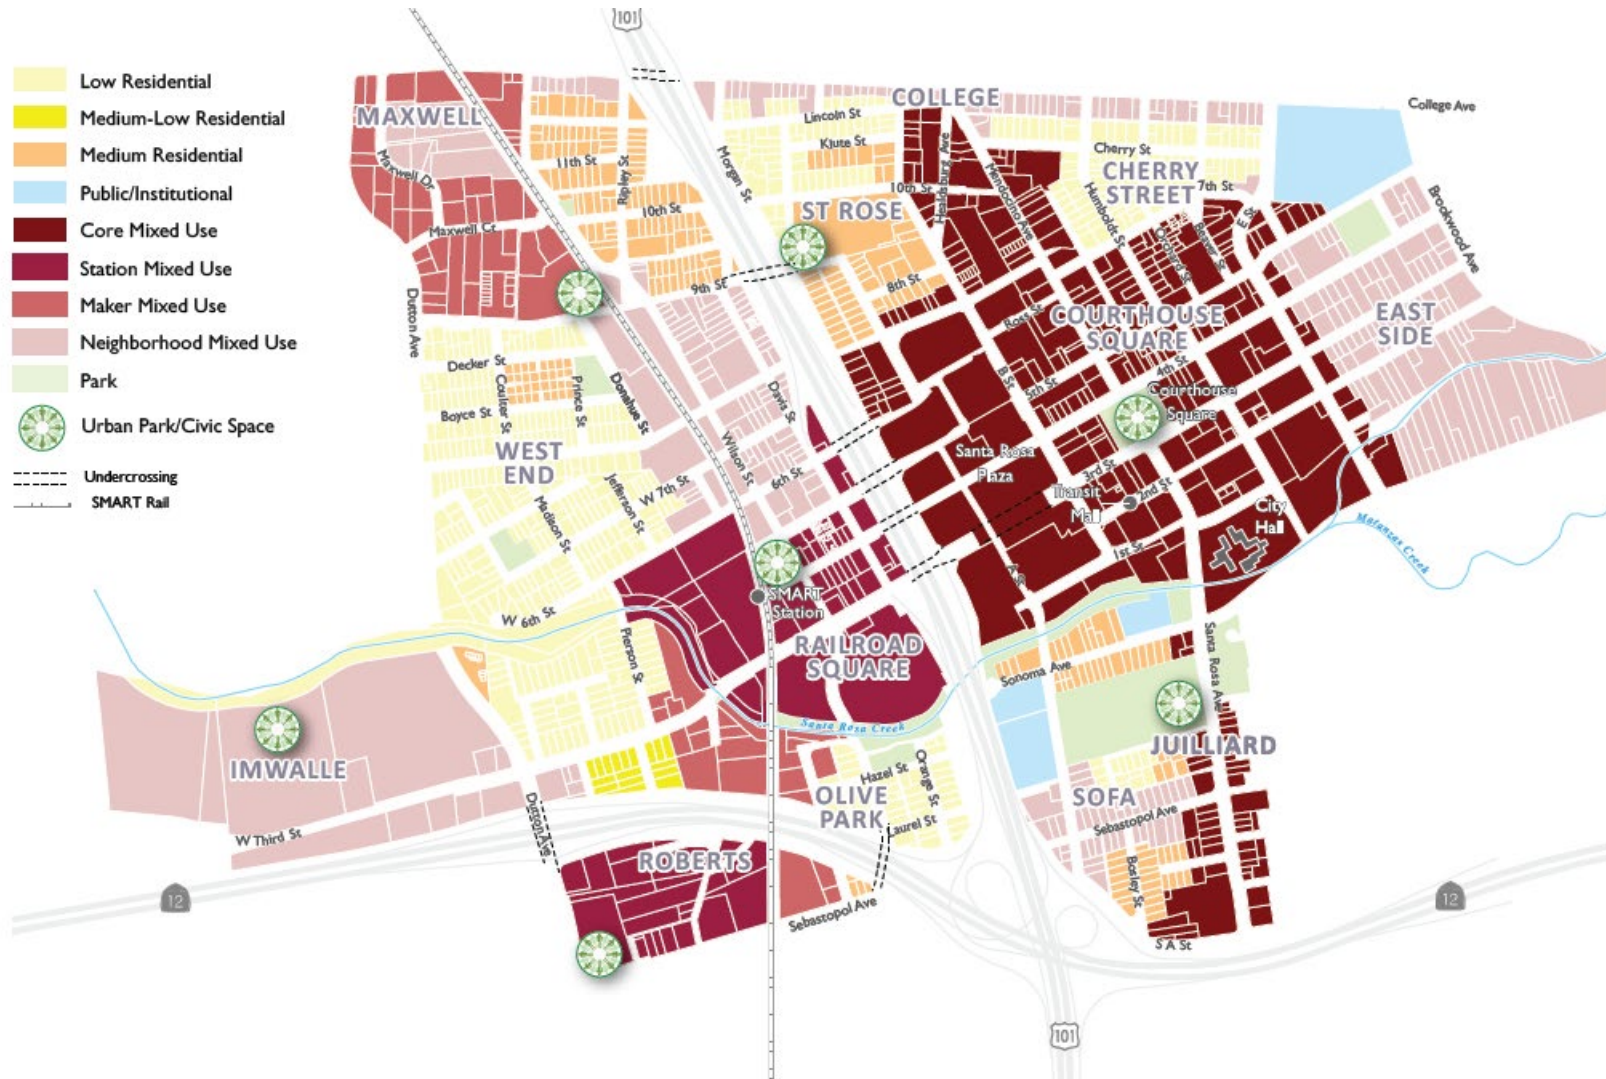 Low Residential
Medium-Low Residential
Medium Residential
Public/Institutional
Core Mixed Use
Station Mixed Use
Maker Mixed Use
Neighborhood Mixed Use
Park
Urban Park/Civic Space
Undercrossing
SMART Rail
101
College Ave
COLLEGE
MAXWELL
Lincoln St
Klute St
Cherry St
CHERRY
STREET
7th St
Maxwell Dr
11th St
Ripley St
Morgan St
10th St
Healdsburg Ave
Mendocino Ave
Humboldt St
Orchard St
Beaver St
E St
Brookwood Ave
10th St
ST ROSE
Maxwell Ct
9th St
8th St
Ross St
COURTHOUSE
SQUARE
EAST
SIDE
Dutton Ave
Decker St
Coulter St
Prince St
Donahue St
Boyce St
Davis St
B St
5th St
4th St
Courthouse
Square
WEST
END
Wilson St
6th St
W 7th St
Jefferson St
Madison St
Santa Rosa
Plaza
3rd St
2nd St
Transit
Mall
City
Hall
1st St
A St
Matanzas Creek
W 6th St
SMART
Station
Pierson St
RAILROAD
SQUARE
Sonoma Ave
Santa Rosa Ave
Santa Rosa Creek
IMWALLE
JUILLIARD
Hazel St
Orange St
OLIVE
PARK
Laurel St
SOFA
Sebastopol Ave
W Third St
Dutton Ave
ROBERTS
Bosley St
Sebastopol Ave
S A St
12
12
101